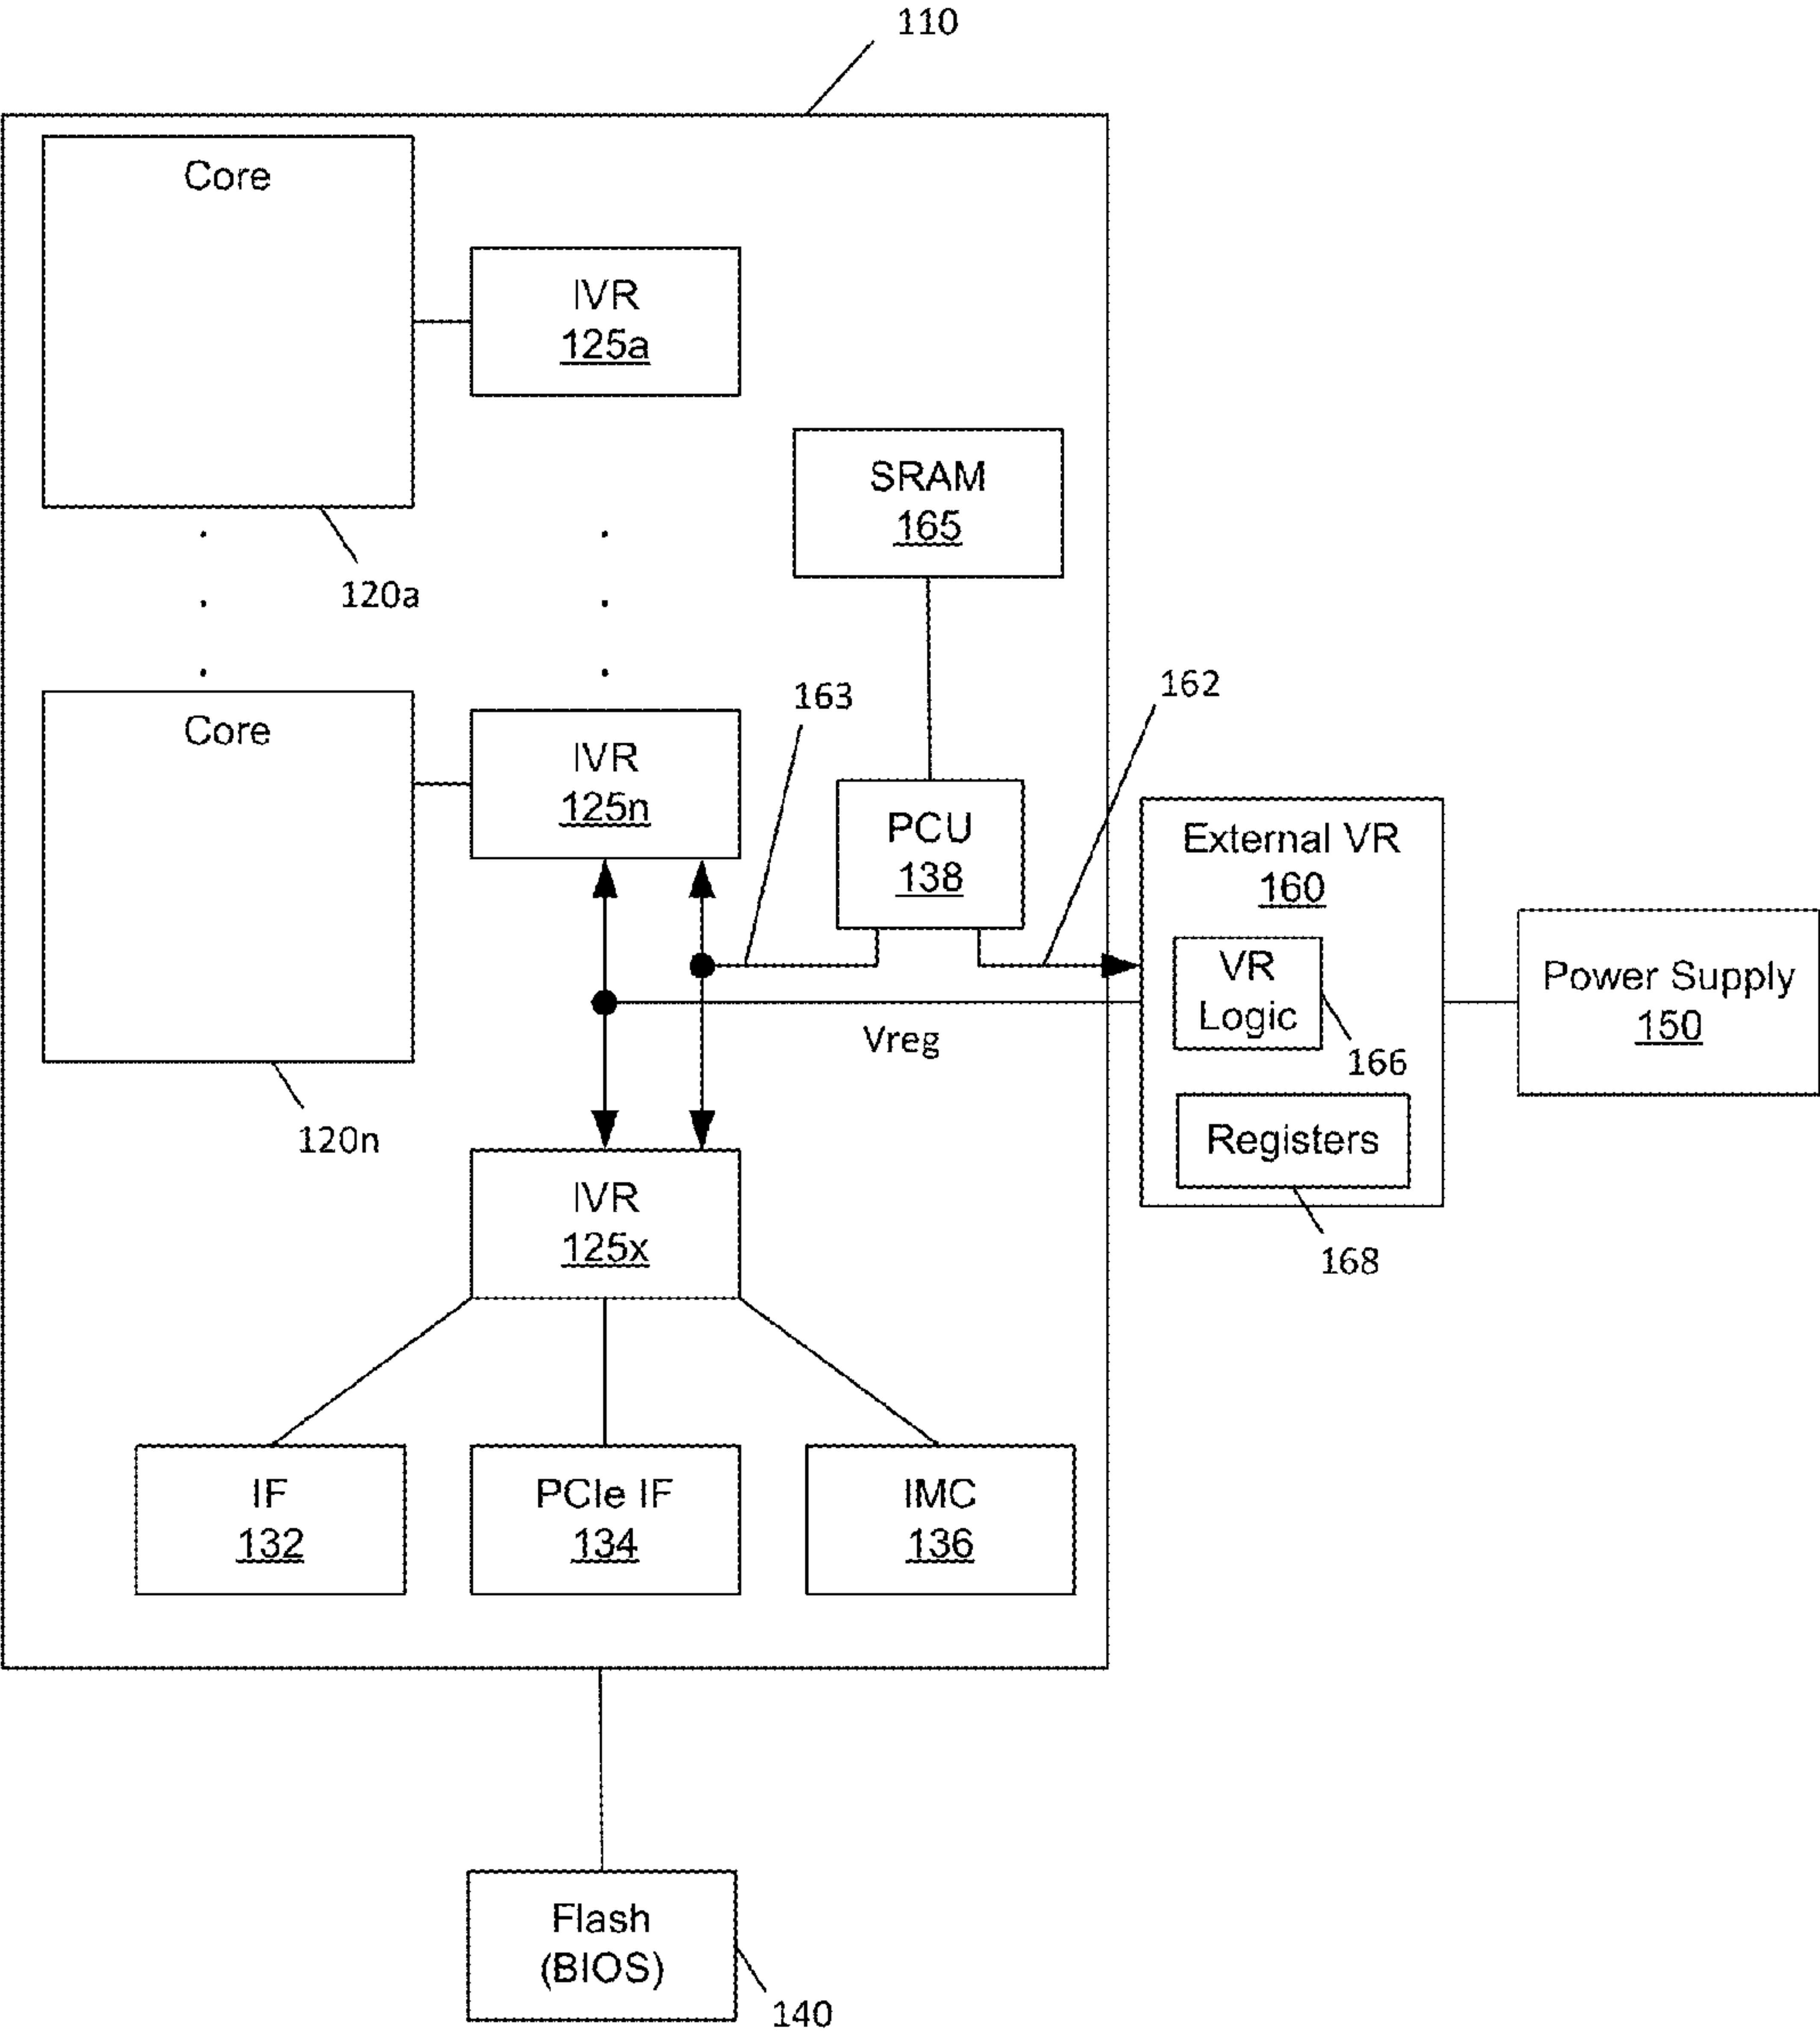 110
Core
IVR
125a
SRAM
165
120a
163
162
Core
IVR
125n
PCU
138
External VR
160
VR
Logic
166
Power Supply
150
Vreg
Registers
168
120n
IVR
125x
IF
132
PCIe IF
134
IMC
136
Flash
(BIOS)
140